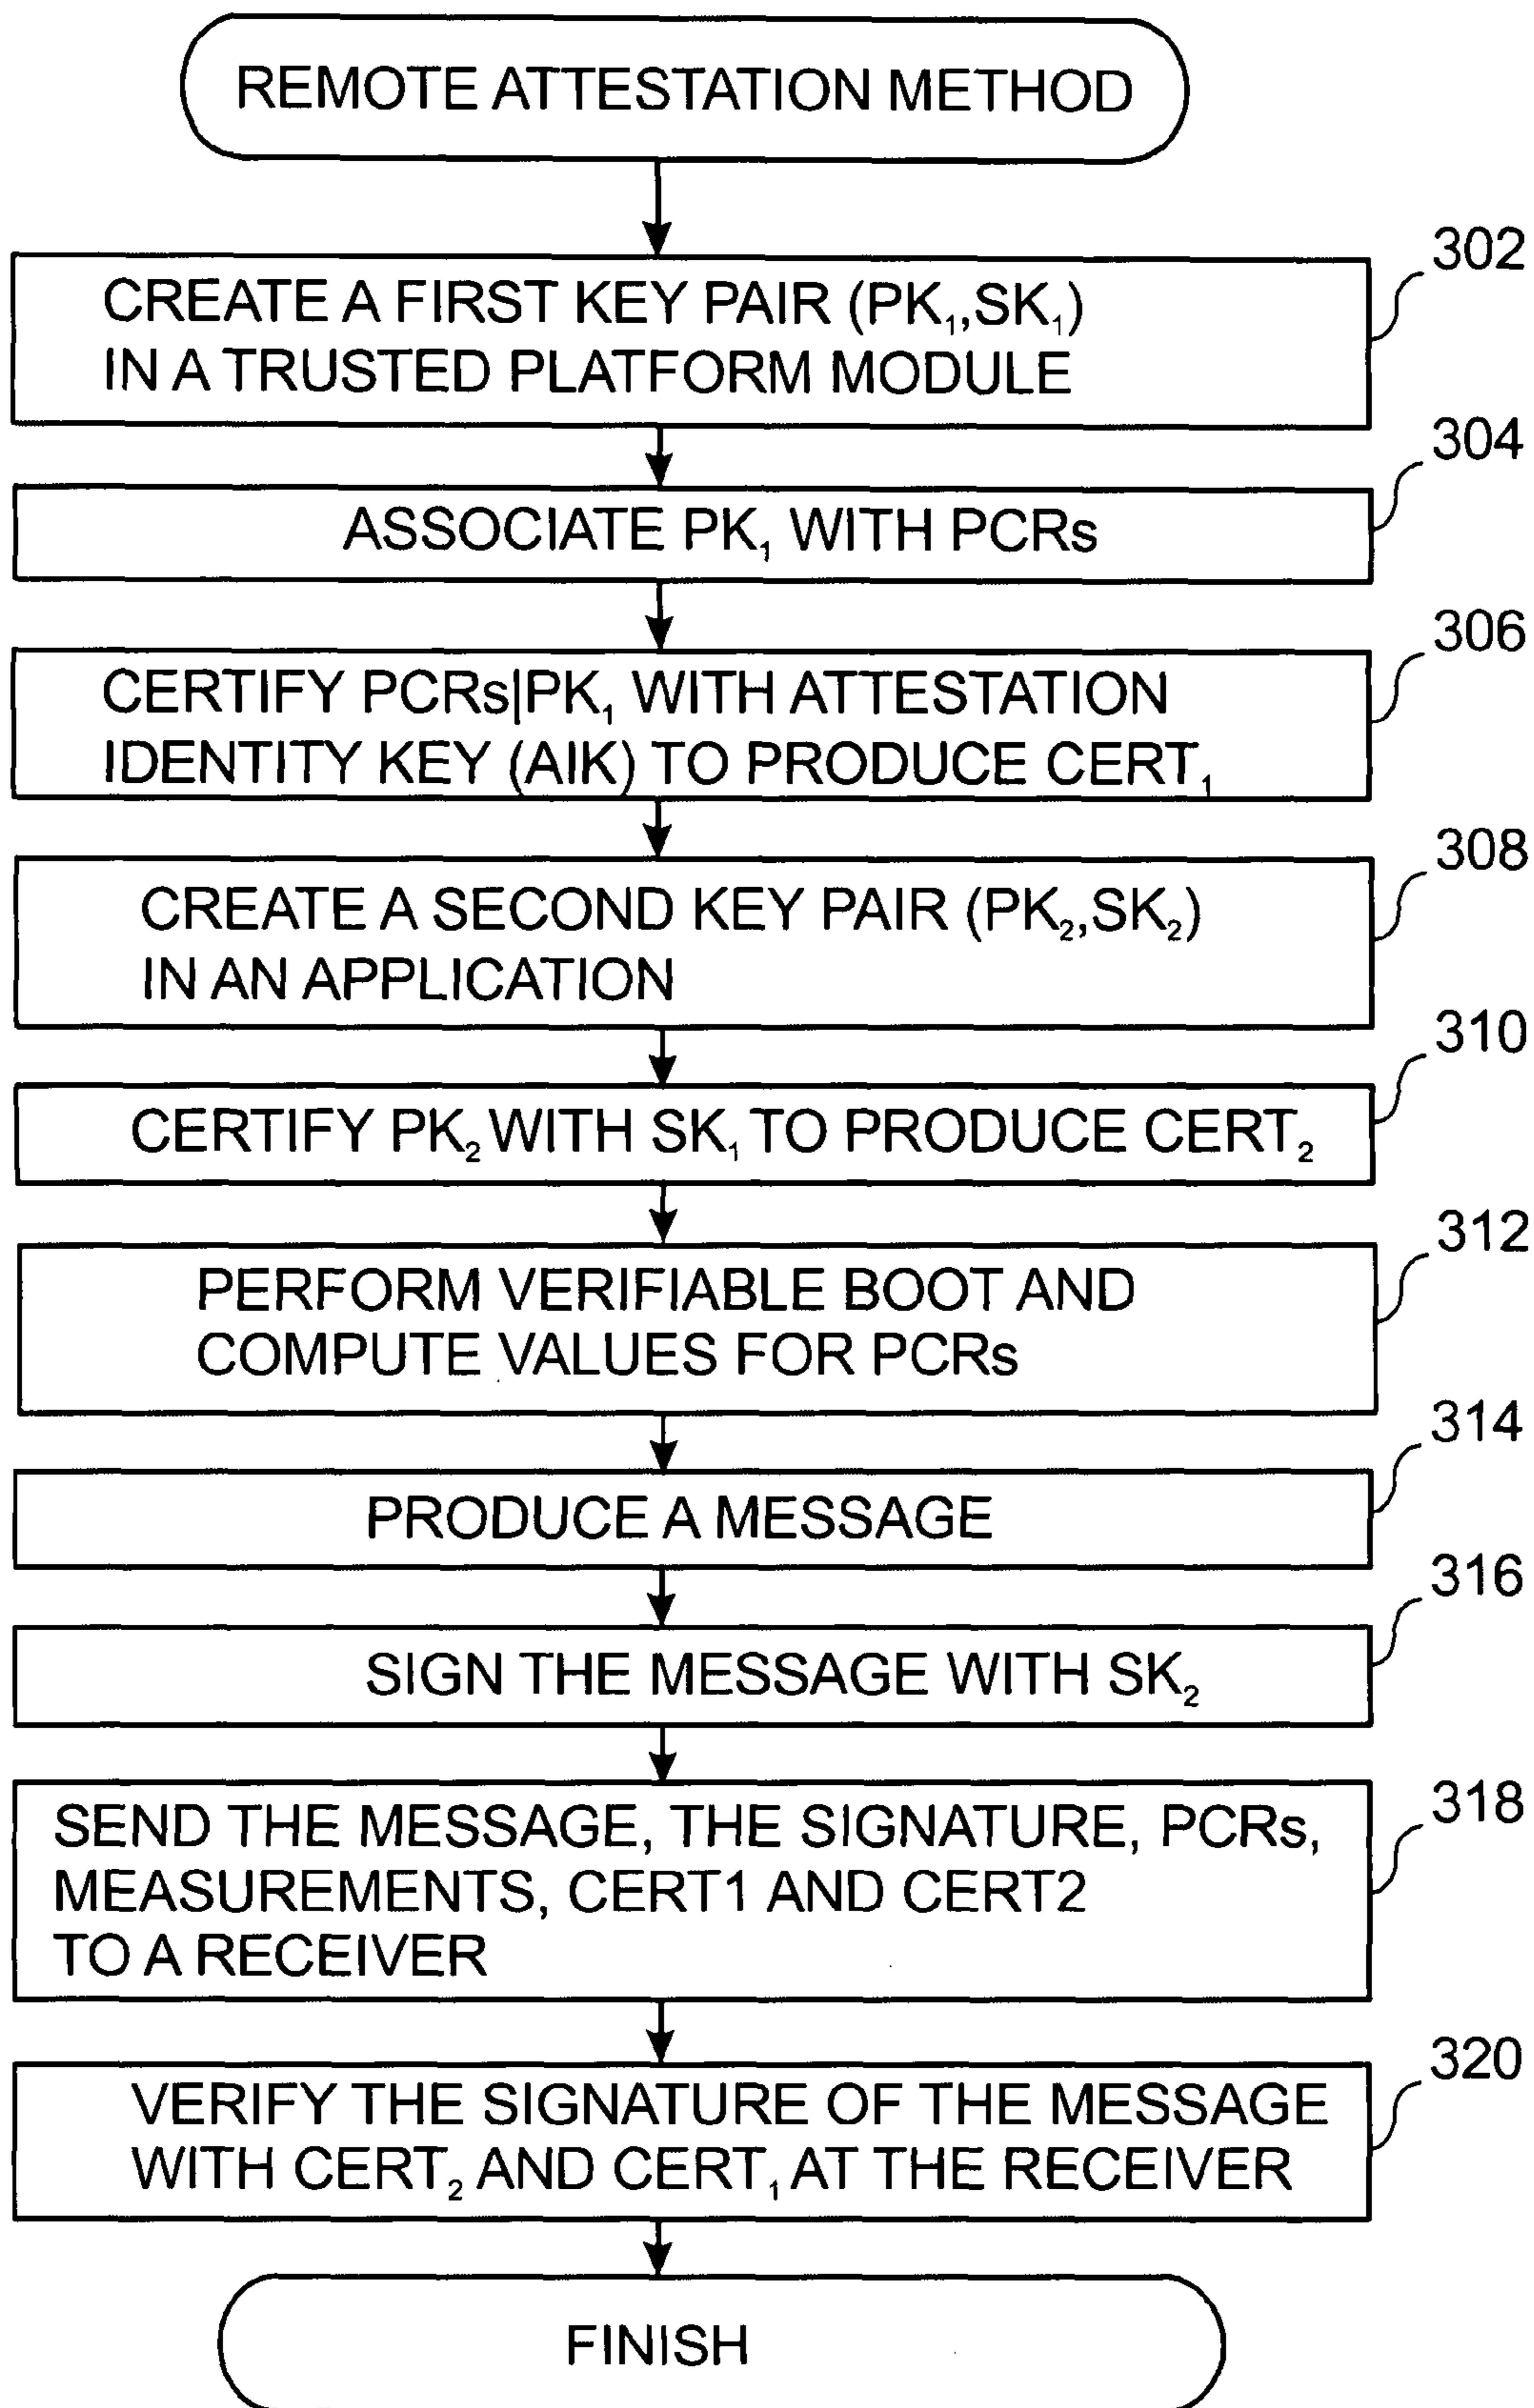 REMOTE ATTESTATION METHOD
302
CREATE A FIRST KEY PAIR (PK₁,SK₁)
IN A TRUSTED PLATFORM MODULE
304
ASSOCIATE PK₁ WITH PCRs
306
CERTIFY PCRs|PK₁ WITH ATTESTATION
IDENTITY KEY (AIK) TO PRODUCE CERT₁
308
CREATE A SECOND KEY PAIR (PK₂,SK₂)
IN AN APPLICATION
310
CERTIFY PK₂ WITH SK₁ TO PRODUCE CERT₂
312
PERFORM VERIFIABLE BOOT AND
COMPUTE VALUES FOR PCRs
314
PRODUCE A MESSAGE
316
SIGN THE MESSAGE WITH SK₂
318
SEND THE MESSAGE, THE SIGNATURE, PCRs,
MEASUREMENTS, CERT1 AND CERT2
TO A RECEIVER
320
VERIFY THE SIGNATURE OF THE MESSAGE
WITH CERT₂ AND CERT₁ AT THE RECEIVER
FINISH